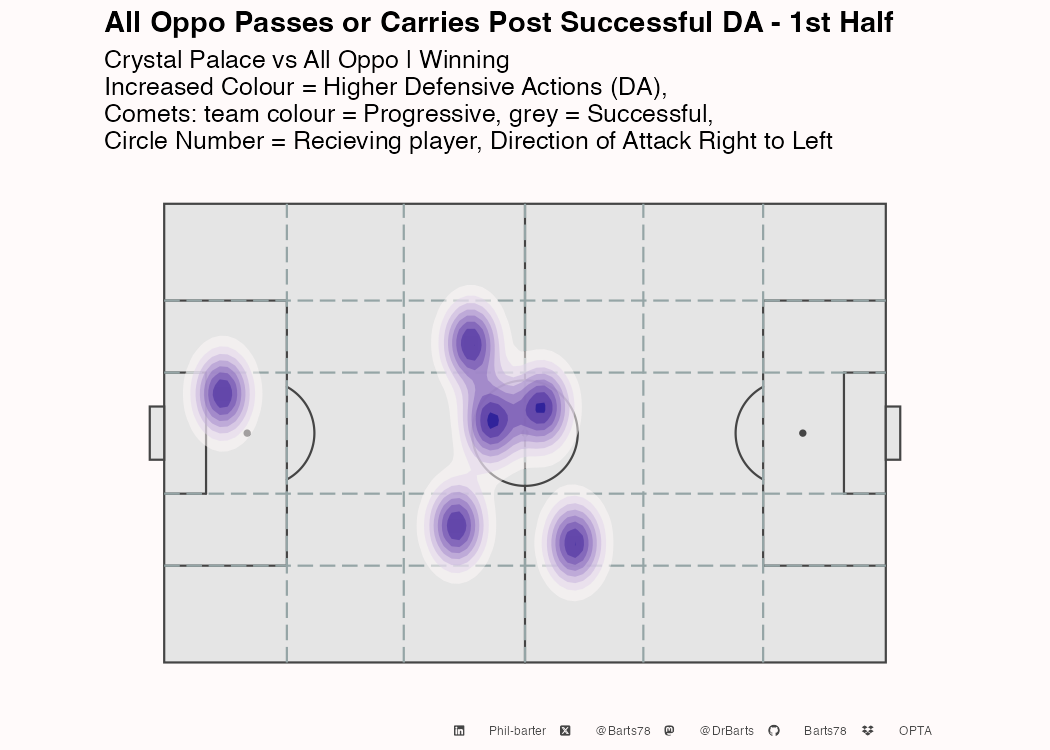 All Oppo Passes or Carries Post Successful DA - 1st Half
Crystal Palace vs All Oppo | Winning
Increased Colour = Higher Defensive Actions (DA),
Comets: team colour = Progressive, grey = Successful,
Circle Number = Recieving player, Direction of Attack Right to Left
Phil-barter @Barts78 @DrBarts Barts78 OPTA